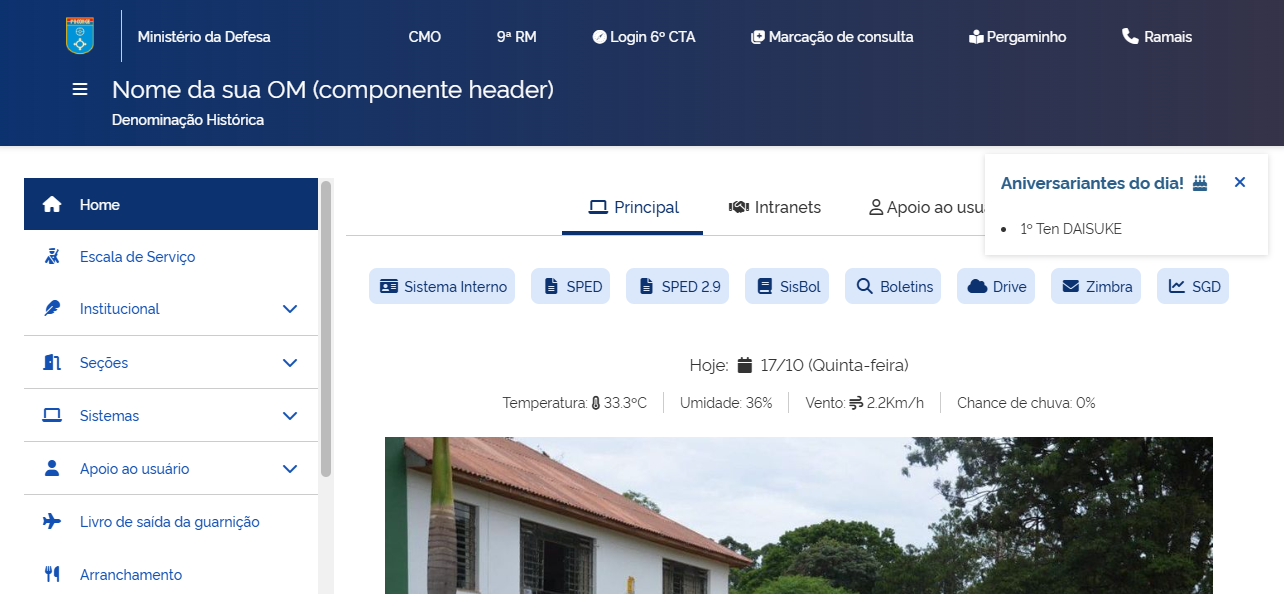 Ministério da Defesa
CMO
9ª RM
Login 6º CTA
Marcação de consulta
Pergaminho
Ramais
Nome da sua OM (componente header)
Denominação Histórica
Aniversariantes do dia!
1º Ten DAISUKE
Home
Escala de Serviço
Institucional
Seções
Sistemas
Apoio ao usuário
Livro de saída da guarnição
Arranchamento
Principal
Intranets
Apoio ao usu
Sistema Interno
SPED
SPED 2.9
SisBol
Boletins
Drive
Zimbra
SGD
Hoje: 17/10 (Quinta-feira)
Temperatura: 33.3ºC
Umidade: 36%
Vento: 2.2Km/h
Chance de chuva: 0%